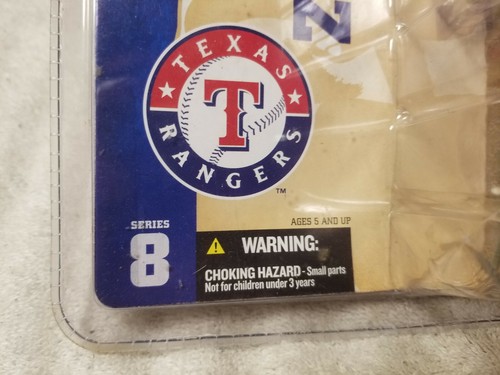 TEXAS
T
RANGERS
TM
SERIES
8
AGES 5 AND UP
WARNING:
CHOKING HAZARD - Small parts
Not for children under 3 years